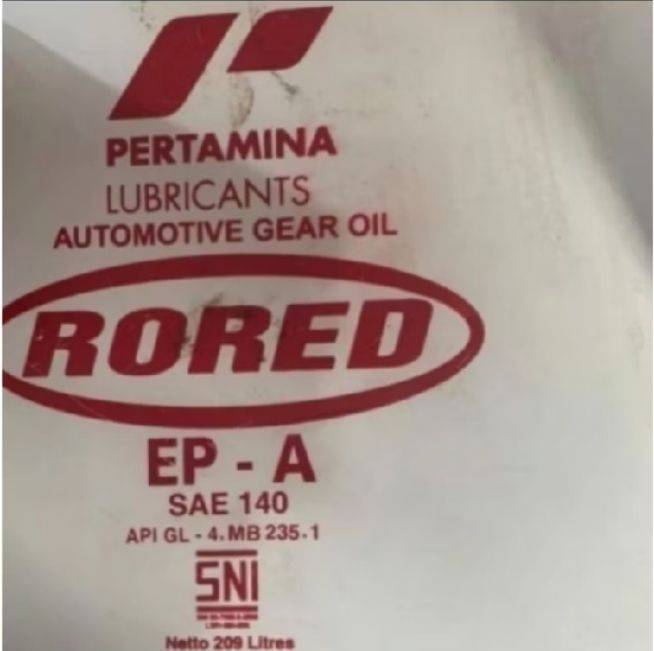 PERTAMINA
LUBRICANTS
AUTOMOTIVE GEAR OIL
RORED
EP - A
SAE 140
API GL - 4. MB 235.1
SNI
Netto 209 Litres